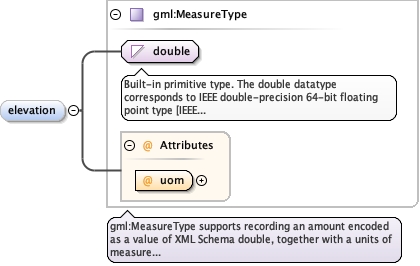 gml:MeasureType
double
Built-in primitive type. The double datatype
corresponds to IEEE double-precision 64-bit floating
point type [IEEE...
elevation
@ Attributes
@ uom
gml:MeasureType supports recording an amount encoded
as a value of XML Schema double, together with a units of
measure...